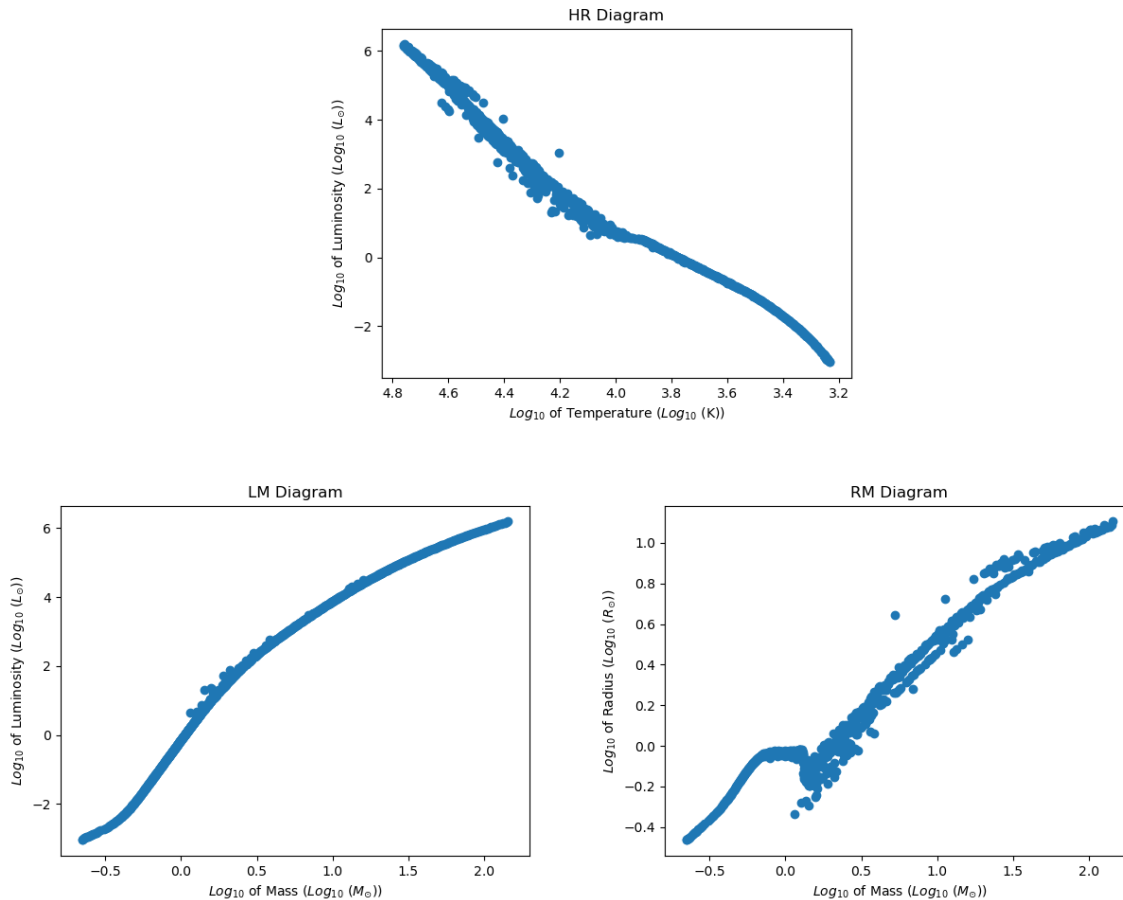 HR Diagram
Log₁₀ of Luminosity (Log₁₀ (L☉))
6
4
2
0
−2
4.8 4.6 4.4 4.2 4.0 3.8 3.6 3.4 3.2
Log₁₀ of Temperature (Log₁₀ (K))
LM Diagram
Log₁₀ of Luminosity (Log₁₀ (L☉))
6
4
2
0
−2
−0.5 0.0 0.5 1.0 1.5 2.0
Log₁₀ of Mass (Log₁₀ (M☉))
RM Diagram
Log₁₀ of Radius (Log₁₀ (R☉))
1.0
0.8
0.6
0.4
0.2
0.0
−0.2
−0.4
−0.5 0.0 0.5 1.0 1.5 2.0
Log₁₀ of Mass (Log₁₀ (M☉))